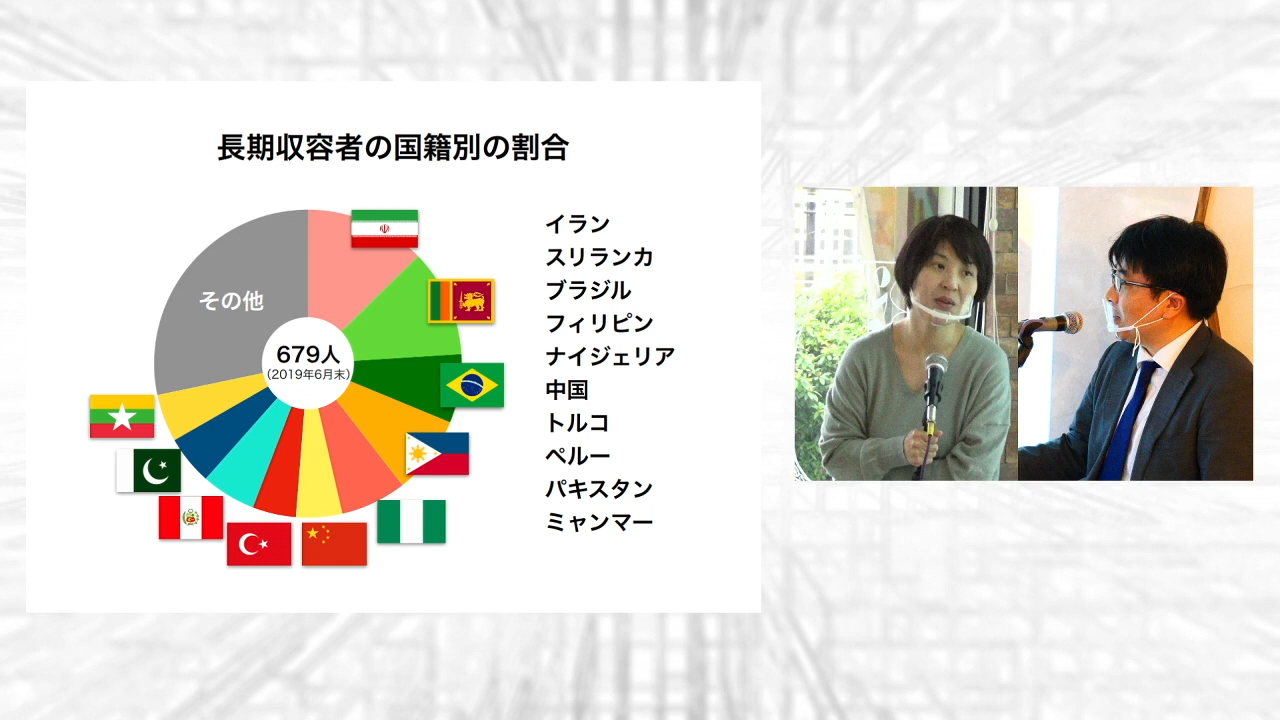 長期収容者の国籍別の割合
その他
679人
(2019年6月末)
イラン
スリランカ
ブラジル
フィリピン
ナイジェリア
中国
トルコ
ペルー
パキスタン
ミャンマー